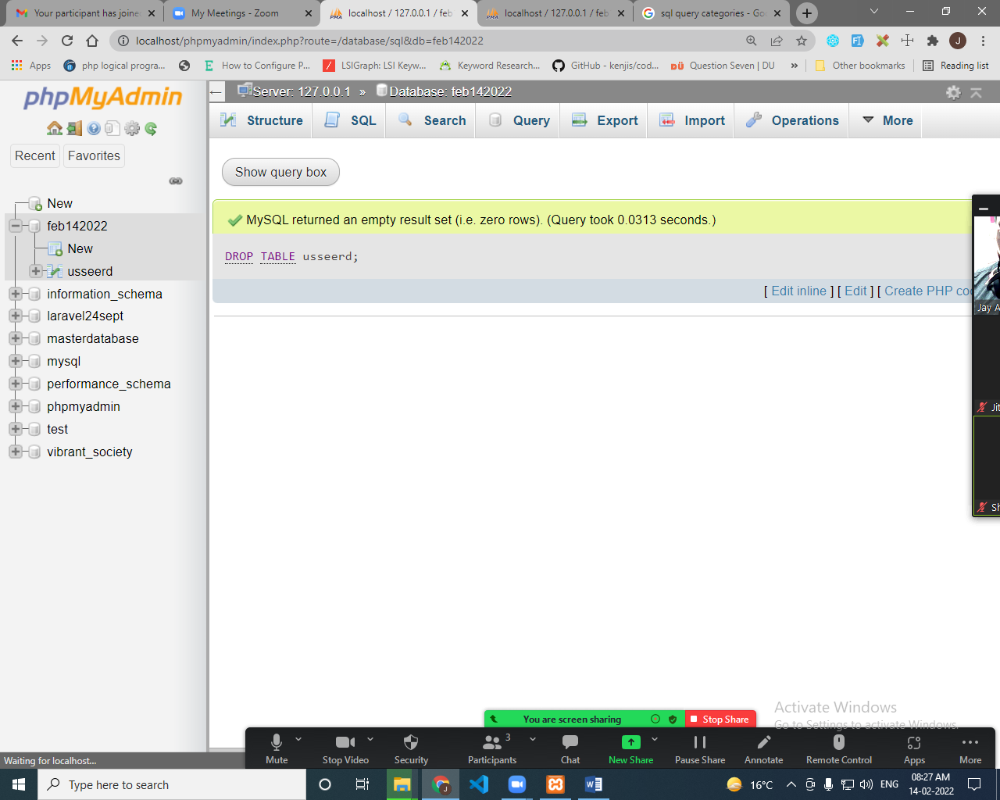 Your participant has joine
My Meetings - Zoom
localhost / 127.0.0.1 / feb
localhost / 127.0.0.1 / feb
sql query categories - Goo
localhost/phpmyadmin/index.php?route=/database/sql&db=feb142022
J
Apps
php logical progra...
How to Configure P...
LSIGraph: LSI Keyw...
Keyword Research...
GitHub - kenjis/cod...
Question Seven | DU
»
Other bookmarks
Reading list
phpMyAdmin
Recent
Favorites
New
feb142022
New
usseerd
information_schema
laravel24sept
masterdatabase
mysql
performance_schema
phpmyadmin
test
vibrant_society
Server: 127.0.0.1 » Database: feb142022
Structure
SQL
Search
Query
Export
Import
Operations
More
Show query box
MySQL returned an empty result set (i.e. zero rows). (Query took 0.0313 seconds.)
DROP TABLE usseerd;
[ Edit inline ] [ Edit ] [ Create PHP co
Jay A
Jit
Sh
Activate Windows
Go to Settings to activate Windows.
You are screen sharing
Stop Share
Mute
Stop Video
Security
Participants
3
Chat
New Share
Pause Share
Annotate
Remote Control
Apps
More
Waiting for localhost...
Type here to search
16°C
ENG
08:27 AM
14-02-2022